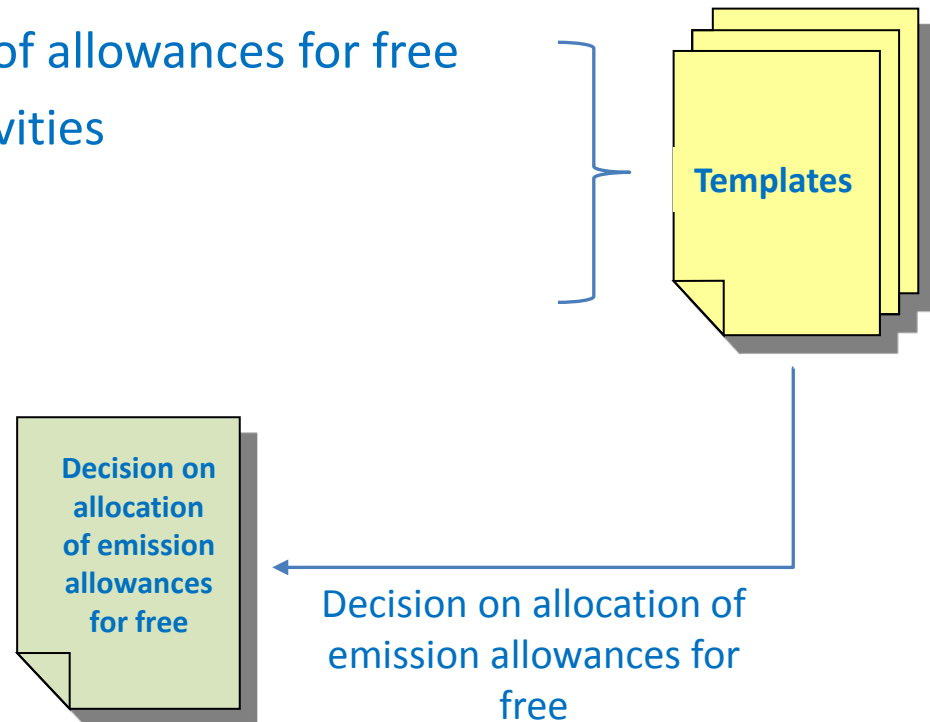 of allowances for free
vities
Templates
Decision on
allocation
of emission
allowances
for free
Decision on allocation of
emission allowances for
free